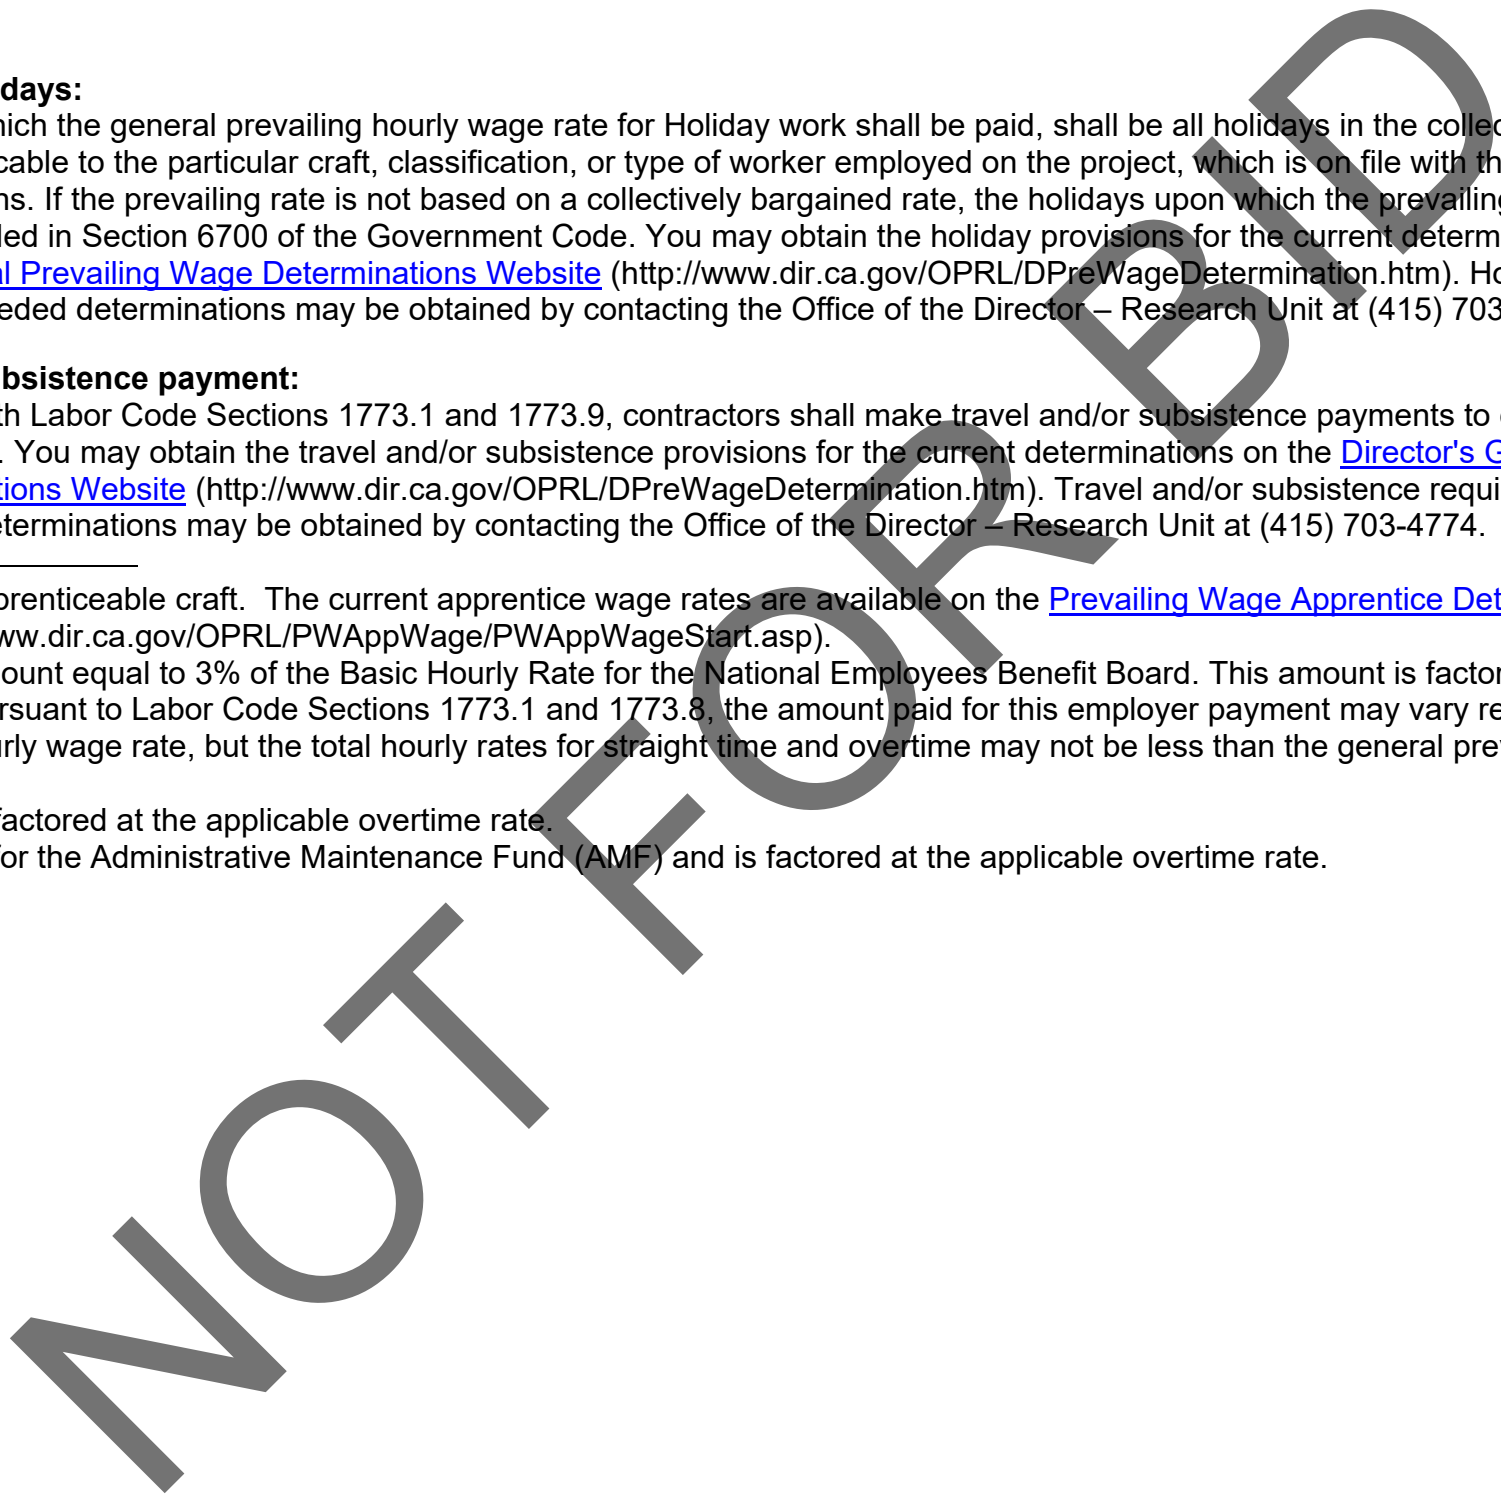 days:
hich the general prevailing hourly wage rate for Holiday work shall be paid, shall be all holidays in the collec
cable to the particular craft, classification, or type of worker employed on the project, which is on file with th
ns. If the prevailing rate is not based on a collectively bargained rate, the holidays upon which the prevailing
ded in Section 6700 of the Government Code. You may obtain the holiday provisions for the current determ
al Prevailing Wage Determinations Website (http://www.dir.ca.gov/OPRL/DPreWageDetermination.htm). Ho
eded determinations may be obtained by contacting the Office of the Director – Research Unit at (415) 703
bsistence payment:
th Labor Code Sections 1773.1 and 1773.9, contractors shall make travel and/or subsistence payments to
. You may obtain the travel and/or subsistence provisions for the current determinations on the Director's G
tions Website (http://www.dir.ca.gov/OPRL/DPreWageDetermination.htm). Travel and/or subsistence requi
eterminations may be obtained by contacting the Office of the Director – Research Unit at (415) 703-4774.
prenticeable craft.  The current apprentice wage rates are available on the Prevailing Wage Apprentice Det
ww.dir.ca.gov/OPRL/PWAppWage/PWAppWageStart.asp).
ount equal to 3% of the Basic Hourly Rate for the National Employees Benefit Board. This amount is factor
rsuant to Labor Code Sections 1773.1 and 1773.8, the amount paid for this employer payment may vary re
urly wage rate, but the total hourly rates for straight time and overtime may not be less than the general prev
factored at the applicable overtime rate.
for the Administrative Maintenance Fund (AMF) and is factored at the applicable overtime rate.
NOT FOR BID